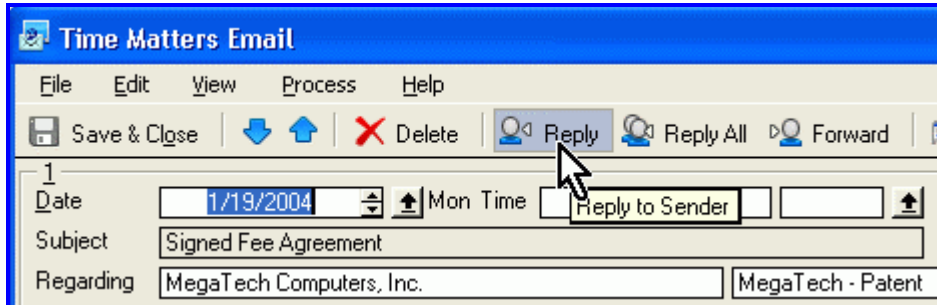 Time Matters Email
File Edit View Process Help
Save & Close Delete Reply Reply All Forward
1
Date 1/19/2004 Mon Time Reply to Sender
Subject Signed Fee Agreement
Regarding MegaTech Computers, Inc. MegaTech - Patent